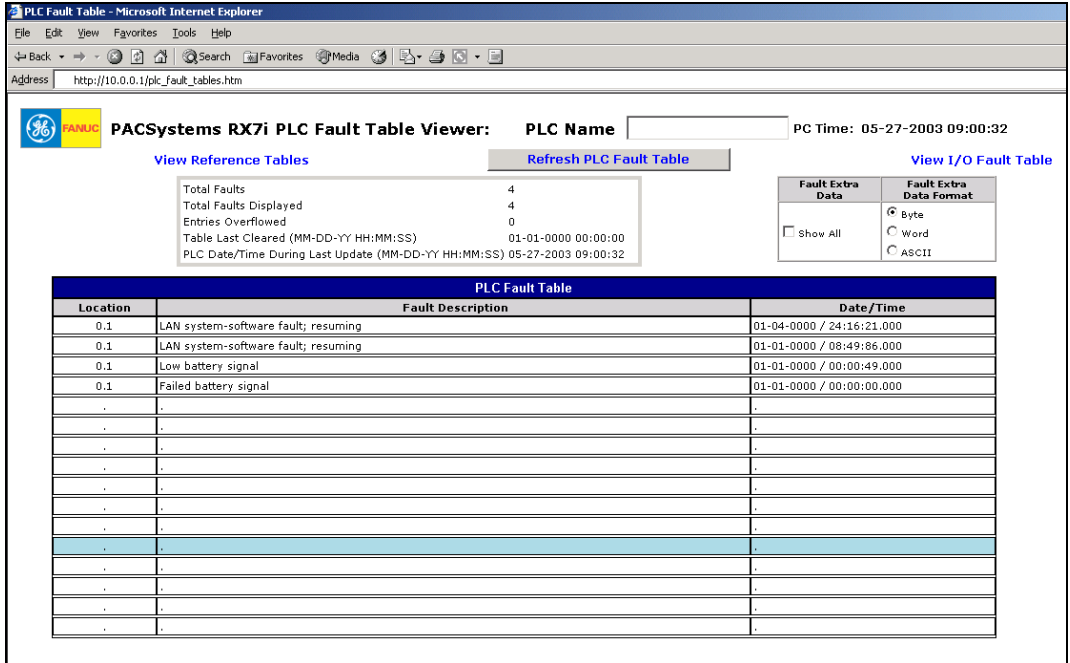 PLC Fault Table - Microsoft Internet Explorer
File Edit View Favorites Tools Help
Back Search Favorites Media
Address http://10.0.0.1/plc_fault_tables.htm
GE FANUC PACSystems RX7i PLC Fault Table Viewer: PLC Name PC Time: 05-27-2003 09:00:32
View Reference Tables Refresh PLC Fault Table View I/O Fault Table
Total Faults 4
Total Faults Displayed 4
Entries Overflowed 0
Table Last Cleared (MM-DD-YY HH:MM:SS) 01-01-0000 00:00:00
PLC Date/Time During Last Update (MM-DD-YY HH:MM:SS) 05-27-2003 09:00:32
Fault Extra Data Fault Extra Data Format
Show All
Byte
Word
ASCII
PLC Fault Table
Location Fault Description Date/Time
0.1 LAN system-software fault; resuming 01-04-0000 / 24:16:21.000
0.1 LAN system-software fault; resuming 01-01-0000 / 08:49:86.000
0.1 Low battery signal 01-01-0000 / 00:00:49.000
0.1 Failed battery signal 01-01-0000 / 00:00:00.000
. . .
. . .
. . .
. . .
. . .
. . .
. . .
. . .
. . .
. . .
. . .
. . .